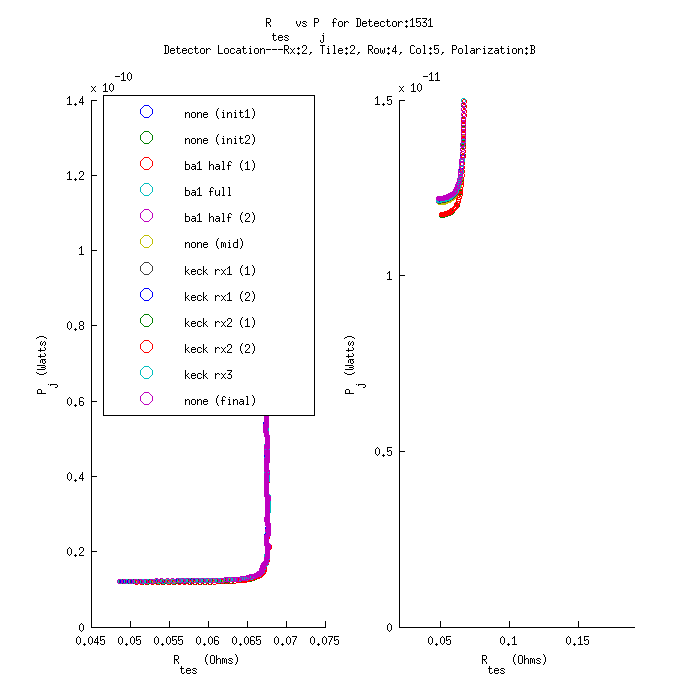 R tes vs P j for Detector:1531
Detector Location---Rx:2, Tile:2, Row:4, Col:5, Polarization:B
x 10^-10
1.4
1.2
1
0.8
0.6
0.4
0.2
0
P j (Watts)
none (init1)
none (init2)
ba1 half (1)
ba1 full
ba1 half (2)
none (mid)
keck rx1 (1)
keck rx1 (2)
keck rx2 (1)
keck rx2 (2)
keck rx3
none (final)
0.045 0.05 0.055 0.06 0.065 0.07 0.075
R tes (Ohms)
x 10^-11
1.5
1
0.5
0
P j (Watts)
0.05 0.1 0.15
R tes (Ohms)